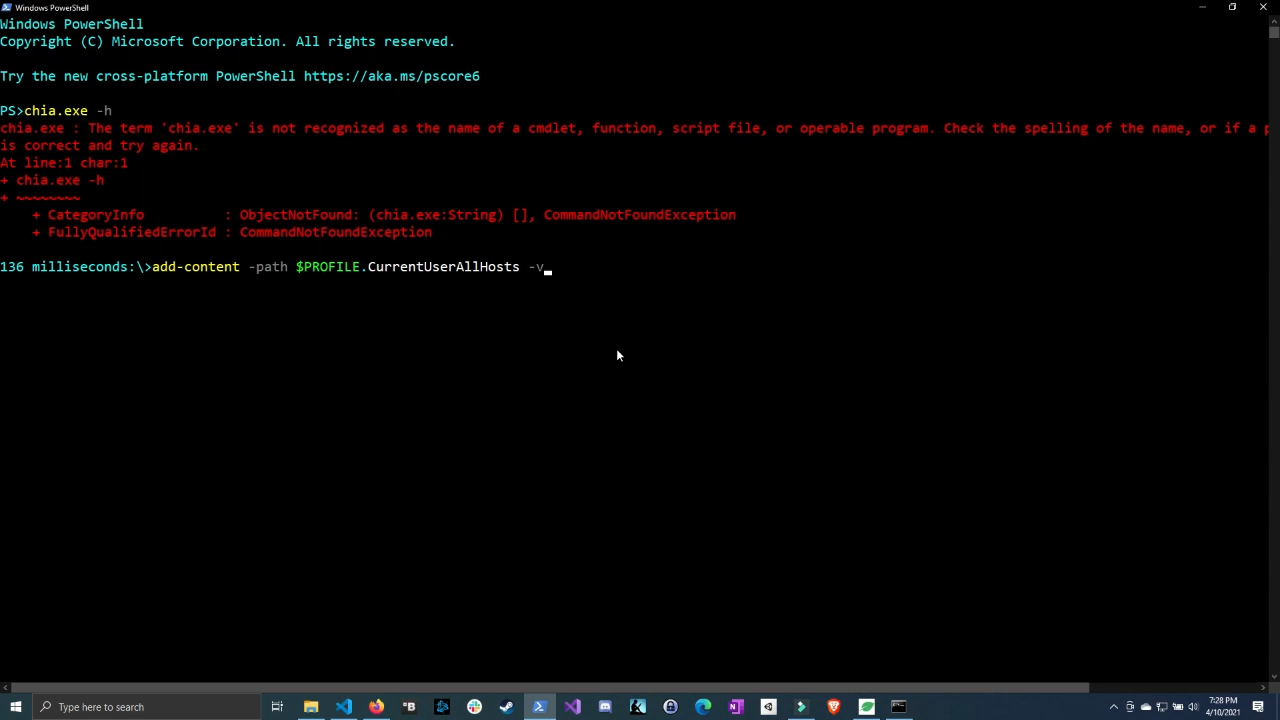 Windows PowerShell
Windows PowerShell
Copyright (C) Microsoft Corporation. All rights reserved.
Try the new cross-platform PowerShell https://aka.ms/pscore6
PS>chia.exe -h
chia.exe : The term 'chia.exe' is not recognized as the name of a cmdlet, function, script file, or operable program. Check the spelling of the name, or if a p
is correct and try again.
At line:1 char:1
+ chia.exe -h
+ ~~~~~~~~
+ CategoryInfo : ObjectNotFound: (chia.exe:String) [], CommandNotFoundException
+ FullyQualifiedErrorId : CommandNotFoundException
136 milliseconds:\>add-content -path $PROFILE.CurrentUserAllHosts -v_
Type here to search
7:28 PM
4/10/2021